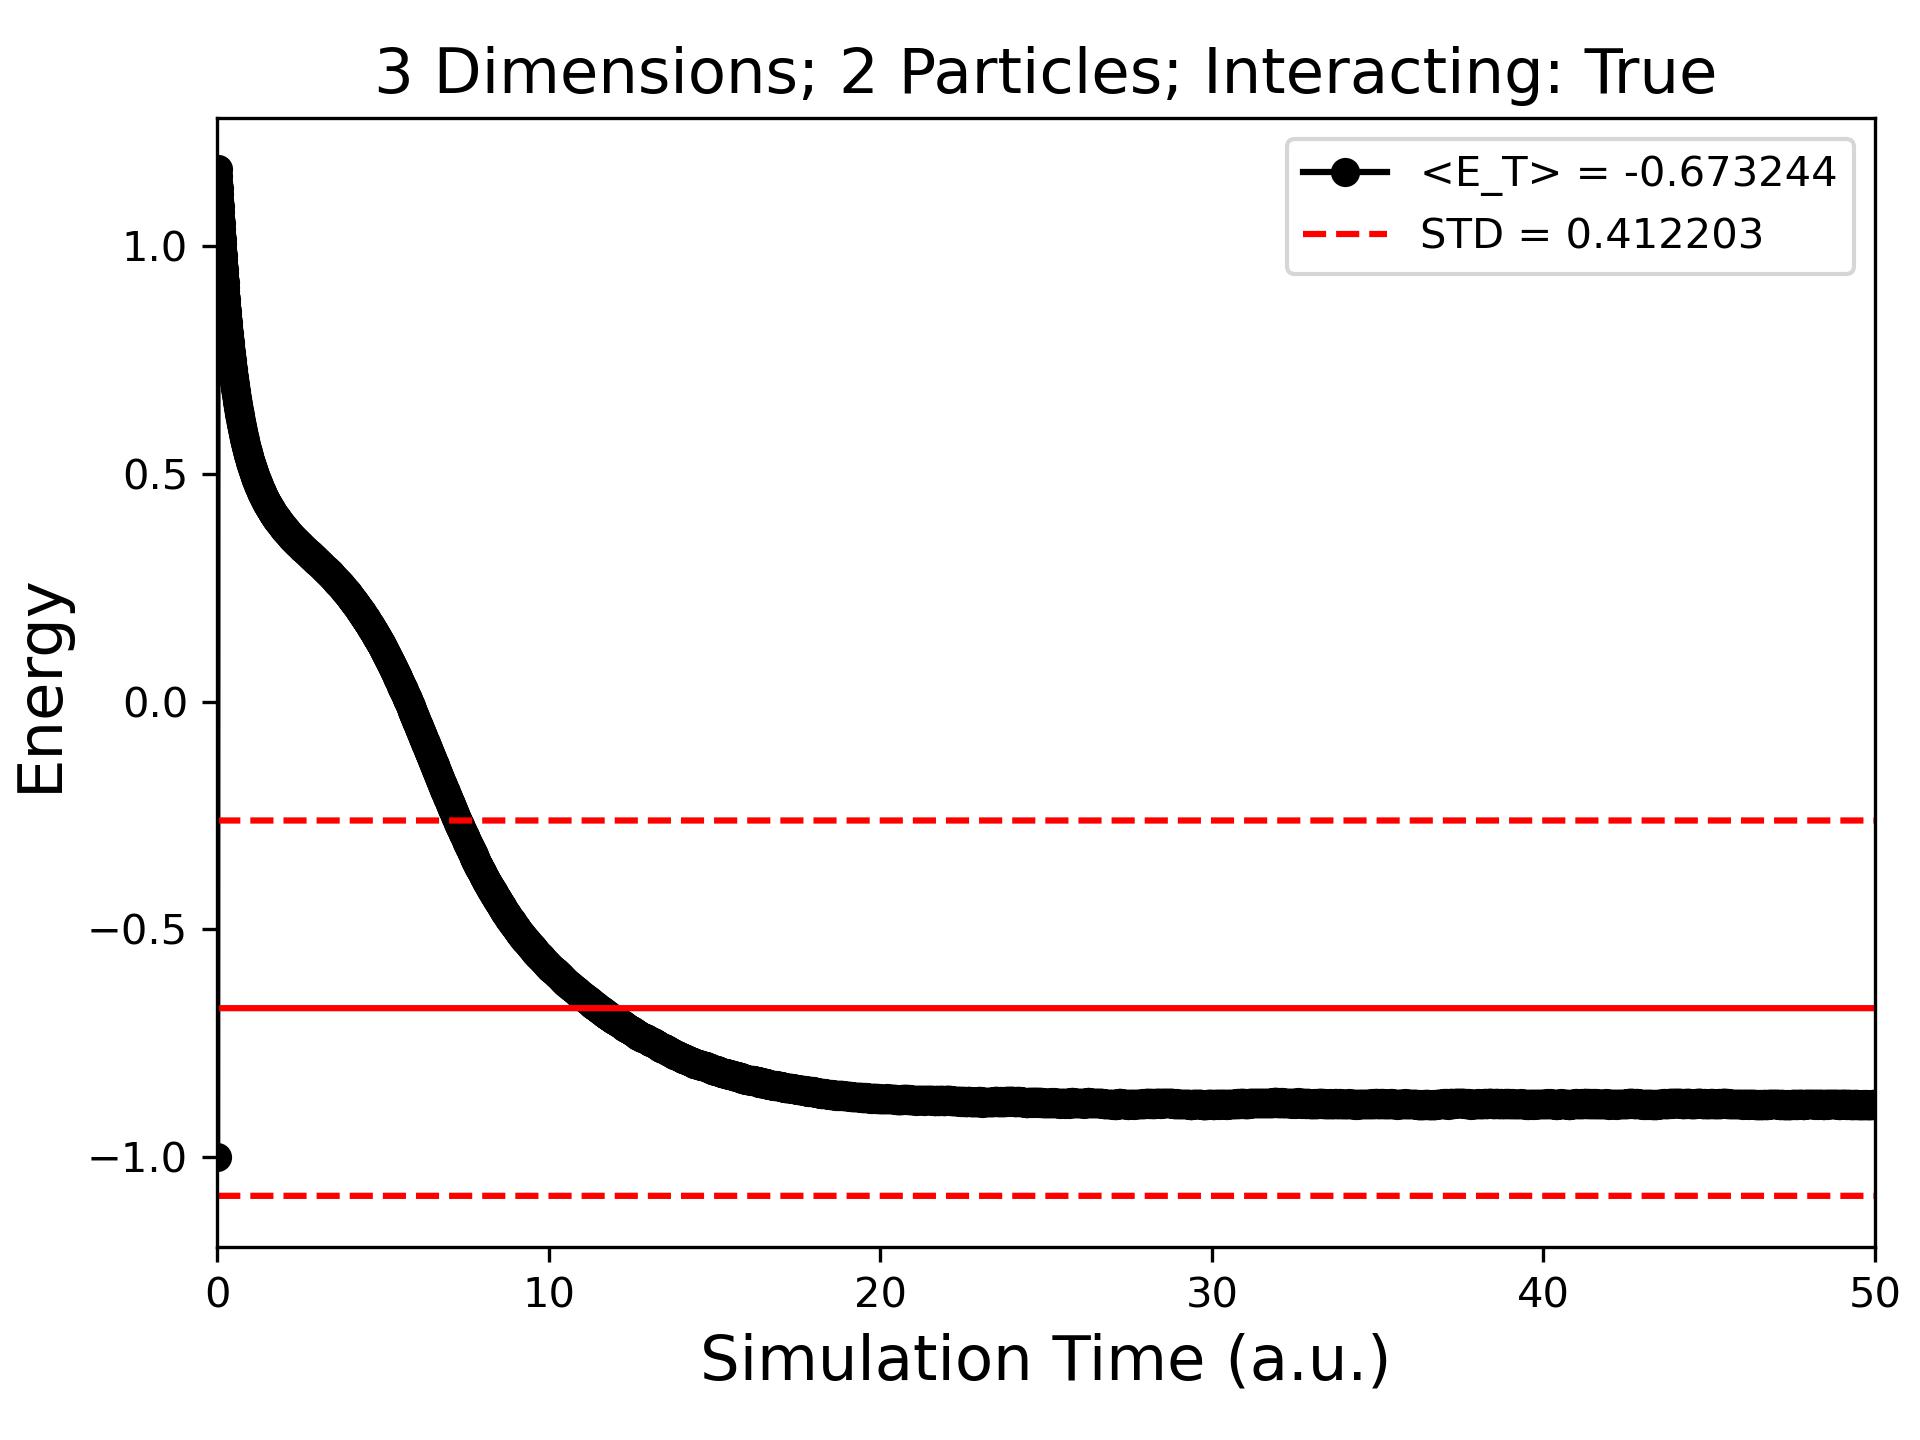 3 Dimensions; 2 Particles; Interacting: True
<E_T> = -0.673244
STD = 0.412203
1.0
0.5
0.0
−0.5
−1.0
Energy
0 10 20 30 40 50
Simulation Time (a.u.)